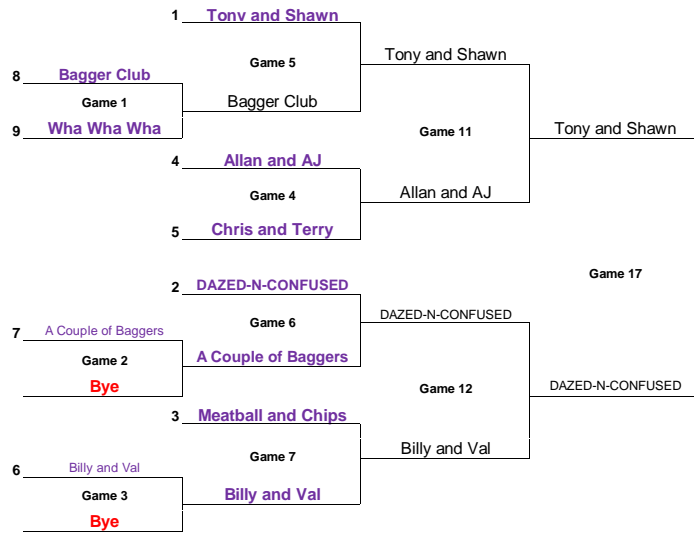 1 Tony and Shawn
Game 5
Tony and Shawn
8 Bagger Club
Game 1
Bagger Club
9 Wha Wha Wha
Game 11
Tony and Shawn
4 Allan and AJ
Game 4
Allan and AJ
5 Chris and Terry
Game 17
2 DAZED-N-CONFUSED
Game 6
DAZED-N-CONFUSED
7 A Couple of Baggers
Game 2
A Couple of Baggers
Bye
Game 12
DAZED-N-CONFUSED
3 Meatball and Chips
Game 7
Billy and Val
6 Billy and Val
Game 3
Billy and Val
Bye